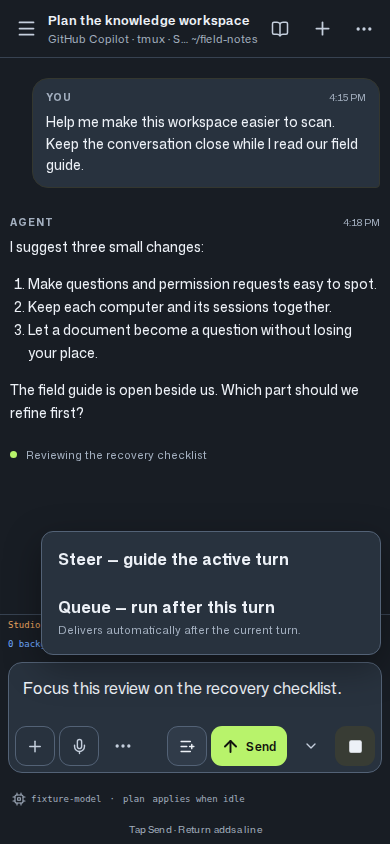 Plan the knowledge workspace
GitHub Copilot · tmux · S... ~/field-notes
YOU 4:15 PM
Help me make this workspace easier to scan.
Keep the conversation close while I read our field
guide.
AGENT 4:18 PM
I suggest three small changes:
1. Make questions and permission requests easy to spot.
2. Keep each computer and its sessions together.
3. Let a document become a question without losing
your place.
The field guide is open beside us. Which part should we
refine first?
Reviewing the recovery checklist
Steer — guide the active turn
Queue — run after this turn
Delivers automatically after the current turn.
Studio
0 back
Focus this review on the recovery checklist.
Send
fixture-model · plan applies when idle
Tap Send · Return adds a line